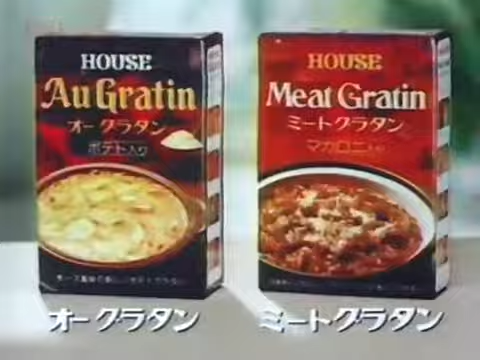 HOUSE
Au Gratin
オーグラタン
ポテト入り
HOUSE
Meat Gratin
ミートグラタン
マカロニ入り
オーグラタン
ミートグラタン